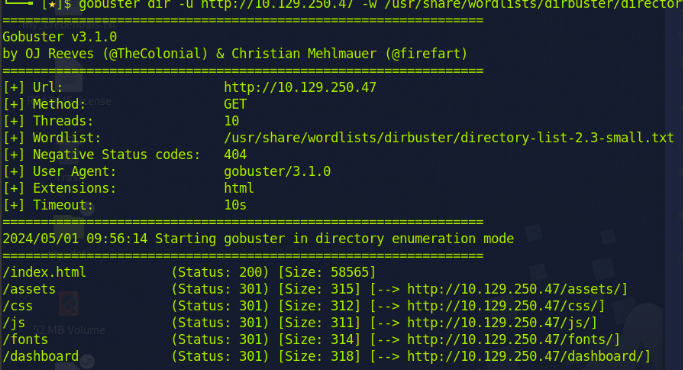 [★]$ gobuster dir -u http://10.129.250.47 -w /usr/share/wordlists/dirbuster/director
===============================================================
Gobuster v3.1.0
by OJ Reeves (@TheColonial) & Christian Mehlmauer (@firefart)
===============================================================
[+] Url:                     http://10.129.250.47
[+] Method:                  GET
[+] Threads:                 10
[+] Wordlist:                /usr/share/wordlists/dirbuster/directory-list-2.3-small.txt
[+] Negative Status codes:   404
[+] User Agent:              gobuster/3.1.0
[+] Extensions:              html
[+] Timeout:                 10s
===============================================================
2024/05/01 09:56:14 Starting gobuster in directory enumeration mode
===============================================================
/index.html           (Status: 200) [Size: 58565]
/assets               (Status: 301) [Size: 315] [--> http://10.129.250.47/assets/]
/css                  (Status: 301) [Size: 312] [--> http://10.129.250.47/css/]
/js                   (Status: 301) [Size: 311] [--> http://10.129.250.47/js/]
/fonts                (Status: 301) [Size: 314] [--> http://10.129.250.47/fonts/]
52 MB Volume
/dashboard            (Status: 301) [Size: 318] [--> http://10.129.250.47/dashboard/]